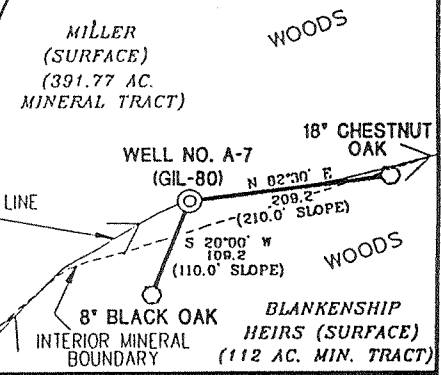 WOODS
MILLER
(SURFACE)
(391.77 AC.
MINERAL TRACT)
18" CHESTNUT
OAK
WELL NO. A-7
(GIL-80)
N 82°30' E
209.2
(210.0' SLOPE)
LINE
S 20°00' W
109.2
(110.0' SLOPE)
WOODS
8" BLACK OAK
INTERIOR MINERAL
BOUNDARY
BLANKENSHIP
HEIRS (SURFACE)
(112 AC. MIN. TRACT)